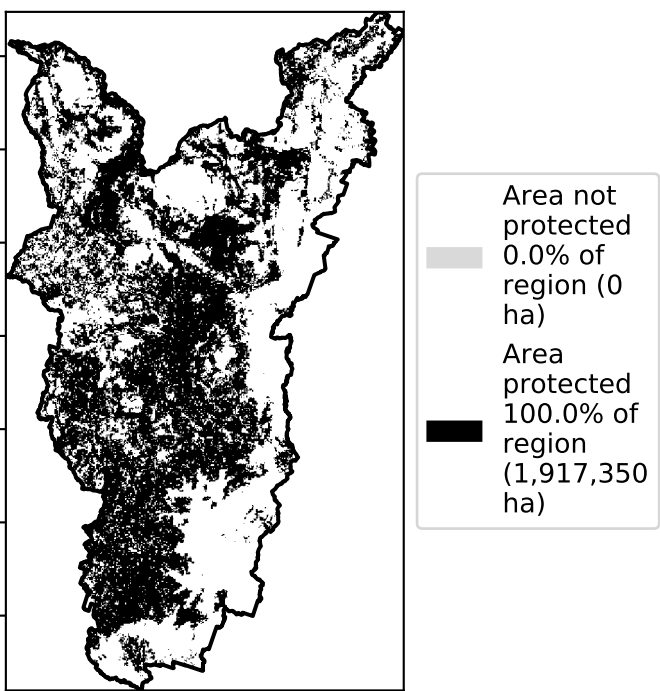 Area not
protected
0.0% of
region (0
ha)
Area
protected
100.0% of
region
(1,917,350
ha)